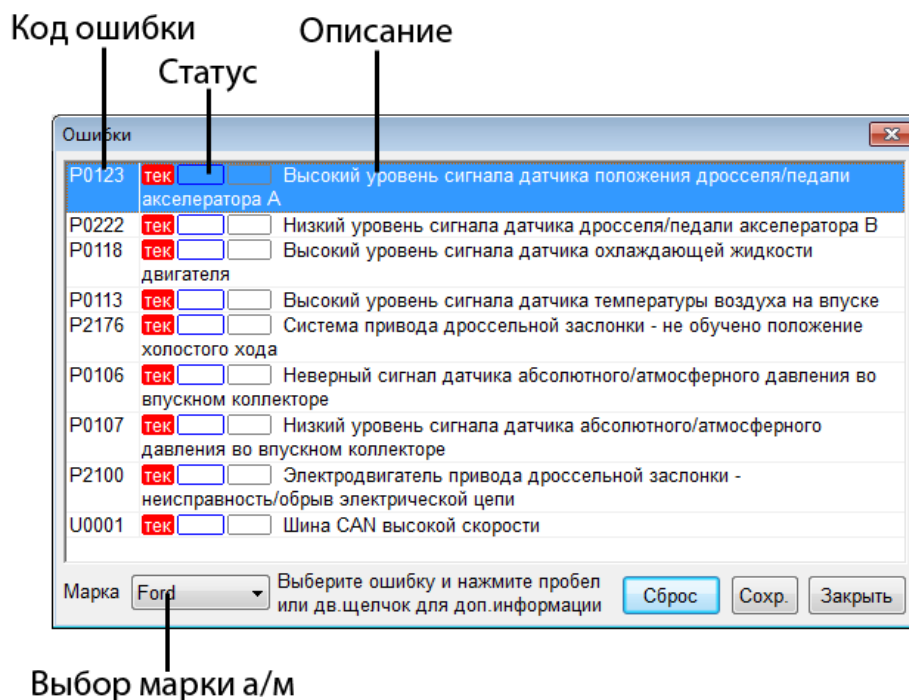 Код ошибки
Описание
Статус
Ошибки
P0123 тек Высокий уровень сигнала датчика положения дросселя/педали
акселератора А
P0222 тек Низкий уровень сигнала датчика дросселя/педали акселератора В
P0118 тек Высокий уровень сигнала датчика охлаждающей жидкости
двигателя
P0113 тек Высокий уровень сигнала датчика температуры воздуха на впуске
P2176 тек Система привода дроссельной заслонки - не обучено положение
холостого хода
P0106 тек Неверный сигнал датчика абсолютного/атмосферного давления во
впускном коллекторе
P0107 тек Низкий уровень сигнала датчика абсолютного/атмосферного
давления во впускном коллекторе
P2100 тек Электродвигатель привода дроссельной заслонки -
неисправность/обрыв электрической цепи
U0001 тек Шина CAN высокой скорости
Марка Ford Выберите ошибку и нажмите пробел
или дв.щелчок для доп.информации Сброс Сохр. Закрыть
Выбор марки а/м